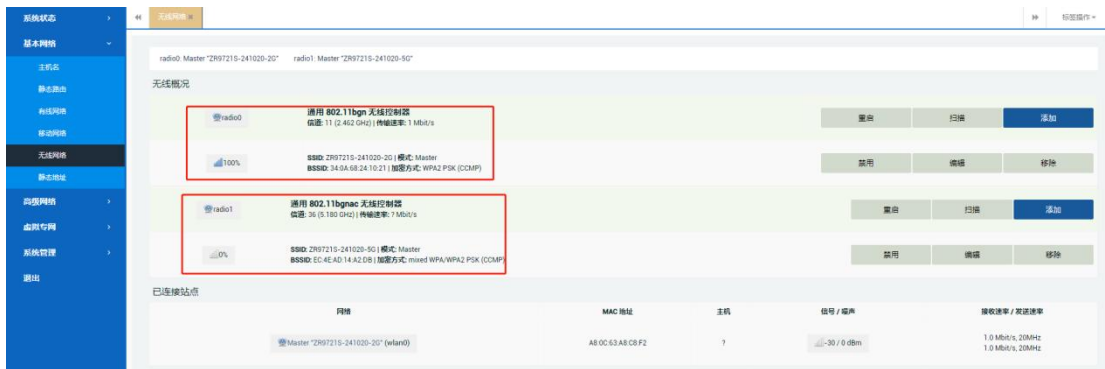 系统状态
无线网络
标签操作
基本网络
radio0: Master "ZR9721S-241020-2G" radio1: Master "ZR9721S-241020-5G"
主机名
静态路由
无线概况
有线网络
radio0
通用 802.11bgn 无线控制器
信道: 11 (2.462 GHz) | 传输速率: 1 Mbit/s
重启 扫描 添加
移动网络
无线网络
100%
SSID: ZR9721S-241020-2G | 模式: Master
BSSID: 34:0A:68:24:10:21 | 加密方式: WPA2 PSK (CCMP)
禁用 编辑 移除
静态地址
高级网络
radio1
通用 802.11bgnac 无线控制器
信道: 36 (5.180 GHz) | 传输速率: ? Mbit/s
重启 扫描 添加
虚拟专网
系统管理
0%
SSID: ZR9721S-241020-5G | 模式: Master
BSSID: EC:4E:AD:14:A2:DB | 加密方式: mixed WPA/WPA2 PSK (CCMP)
禁用 编辑 移除
退出
已连接站点
网络 MAC 地址 主机 信号 / 噪声 接收速率 / 发送速率
Master "ZR9721S-241020-2G" (wlan0) A8:0C:63:A8:C8:F2 ? -30 / 0 dBm
1.0 Mbit/s, 20MHz
1.0 Mbit/s, 20MHz